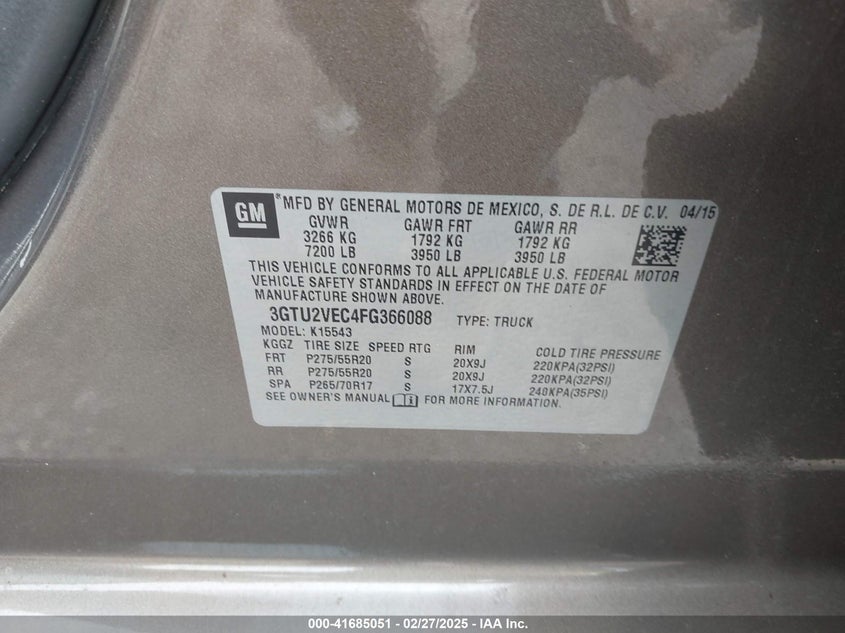 GM *MFD BY GENERAL MOTORS DE MEXICO, S. DE R.L. DE C.V. 04/15
GVWR GAWR FRT GAWR RR
3266 KG 1792 KG 1792 KG
7200 LB 3950 LB 3950 LB
THIS VEHICLE CONFORMS TO ALL APPLICABLE U.S. FEDERAL MOTOR
VEHICLE SAFETY STANDARDS IN EFFECT ON THE DATE OF
MANUFACTURE SHOWN ABOVE.
3GTU2VEC4FG366088 TYPE: TRUCK
MODEL: K15543
KGGZ TIRE SIZE SPEED RTG RIM COLD TIRE PRESSURE
FRT P275/55R20 S 20X9J 220KPA(32PSI)
RR P275/55R20 S 20X9J 220KPA(32PSI)
SPA P265/70R17 S 17X7.5J 240KPA(35PSI)
SEE OWNER'S MANUAL FOR MORE INFORMATION.
000-41685051 - 02/27/2025 - IAA Inc.